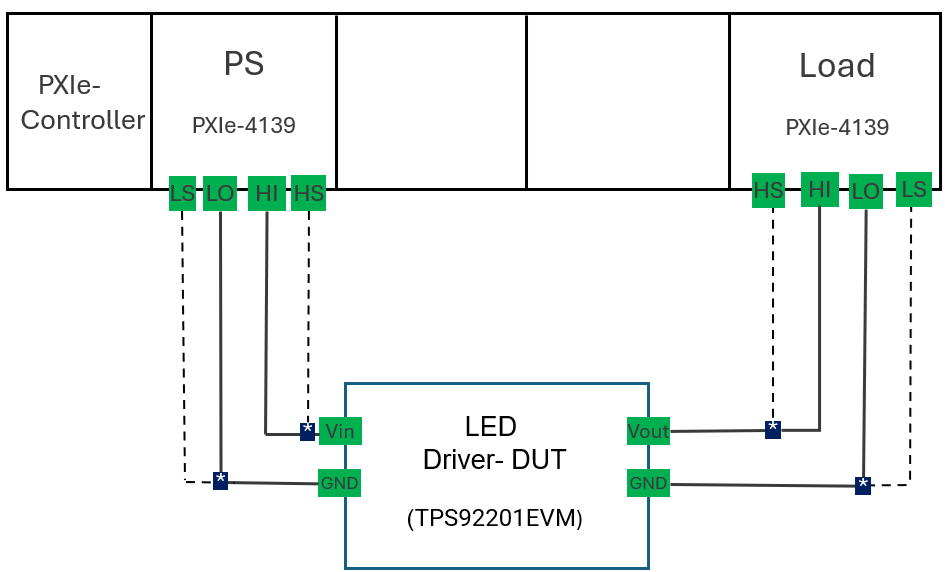 PXIe-
Controller
PS
PXIe-4139
Load
PXIe-4139
LS LO HI HS
HS HI LO LS
* Vin
* GND
LED
Driver- DUT
(TPS92201EVM)
Vout *
GND *